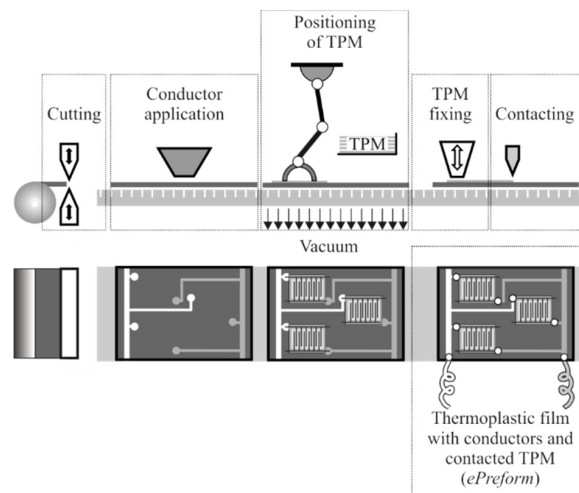 Positioning
of TPM
Cutting
Conductor
application
TPM
TPM
fixing
Contacting
Vacuum
Thermoplastic film
with conductors and
contacted TPM
(ePreform)